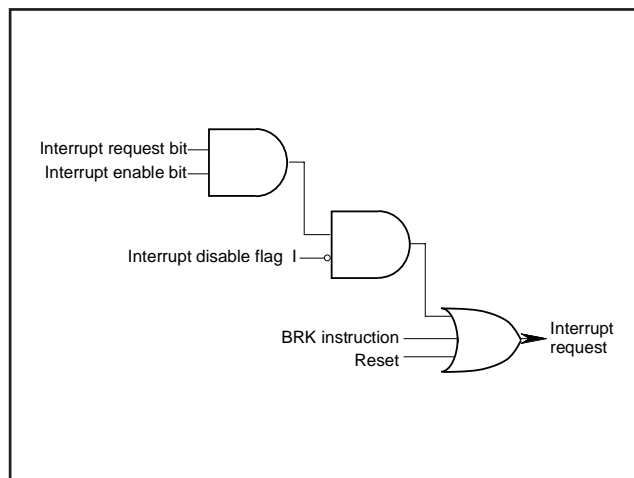 Interrupt request bit
Interrupt enable bit
Interrupt disable flag I
BRK instruction
Reset
Interrupt
request